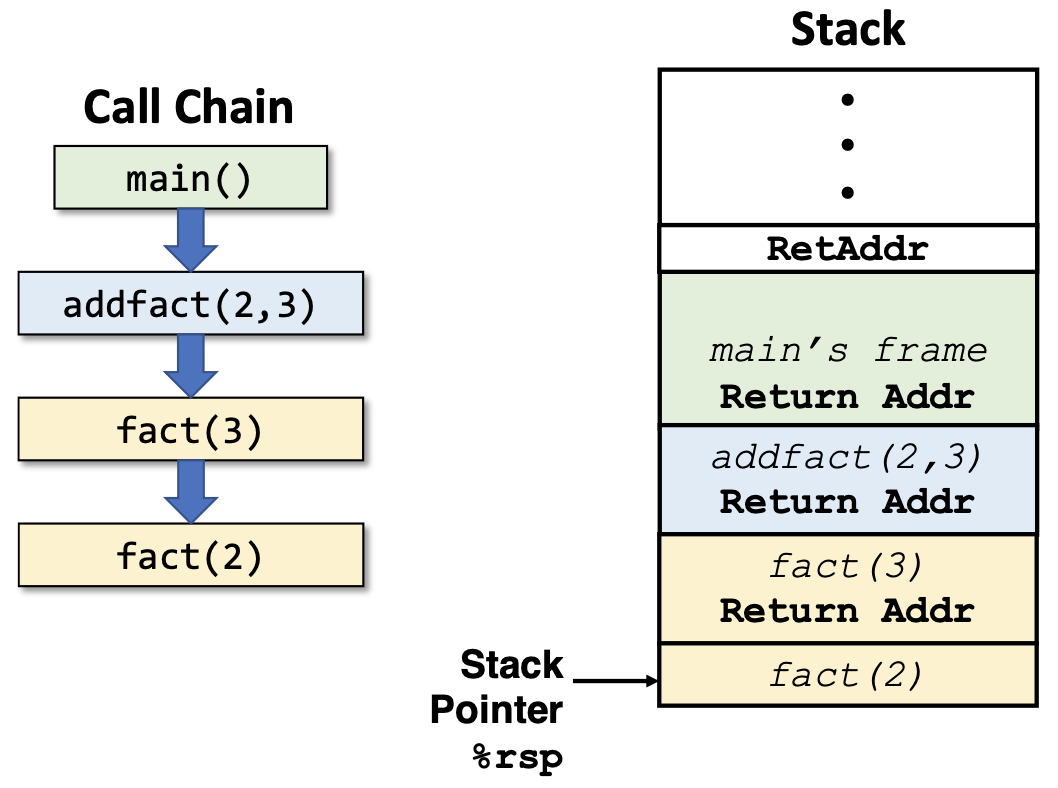 Call Chain
main()
addfact(2,3)
fact(3)
fact(2)
Stack
RetAddr
main’s frame
Return Addr
addfact(2,3)
Return Addr
fact(3)
Return Addr
fact(2)
Stack
Pointer
%rsp